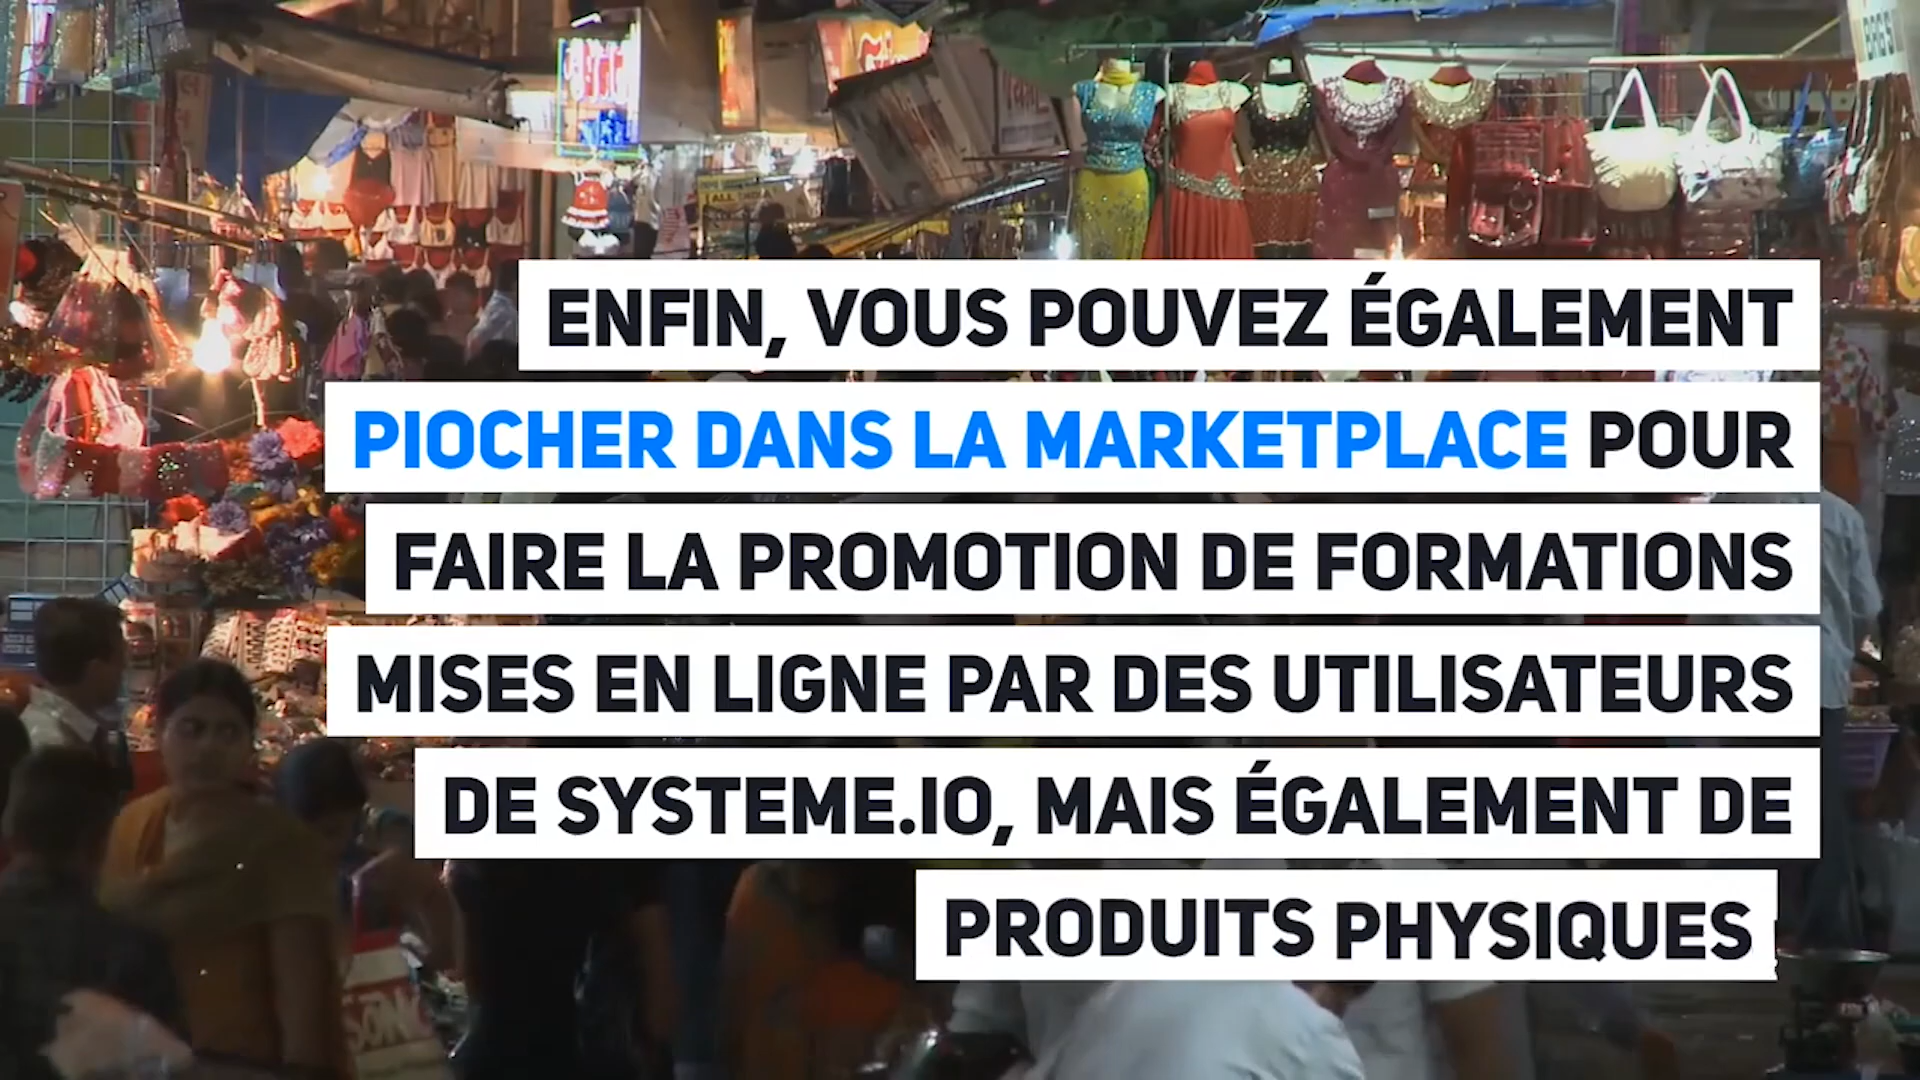 ENFIN, VOUS POUVEZ ÉGALEMENT
PIOCHER DANS LA MARKETPLACE POUR
FAIRE LA PROMOTION DE FORMATIONS
MISES EN LIGNE PAR DES UTILISATEURS
DE SYSTEME.IO, MAIS ÉGALEMENT DE
PRODUITS PHYSIQUES